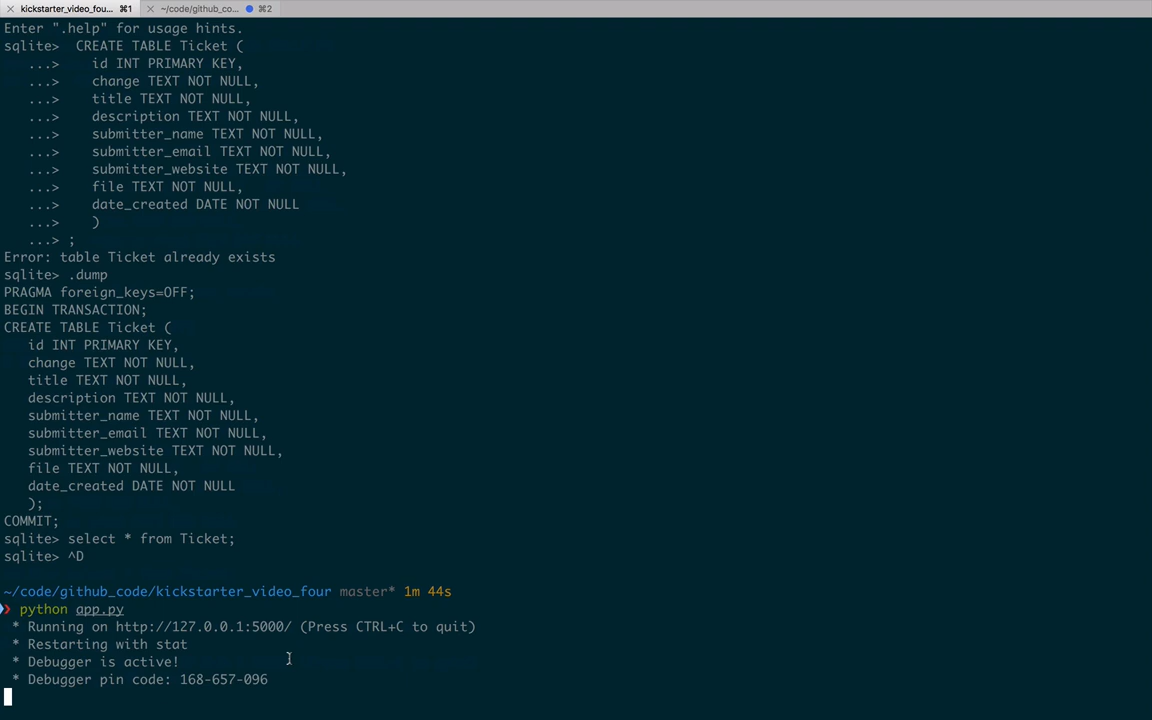 kickstarter_video_fou... ⌘1 ~/code/github_co... ⌘2
Enter ".help" for usage hints.
sqlite>  CREATE TABLE Ticket (
   ...>    id INT PRIMARY KEY,
   ...>    change TEXT NOT NULL,
   ...>    title TEXT NOT NULL,
   ...>    description TEXT NOT NULL,
   ...>    submitter_name TEXT NOT NULL,
   ...>    submitter_email TEXT NOT NULL,
   ...>    submitter_website TEXT NOT NULL,
   ...>    file TEXT NOT NULL,
   ...>    date_created DATE NOT NULL
   ...>    )
   ...> ;
Error: table Ticket already exists
sqlite> .dump
PRAGMA foreign_keys=OFF;
BEGIN TRANSACTION;
CREATE TABLE Ticket (
   id INT PRIMARY KEY,
   change TEXT NOT NULL,
   title TEXT NOT NULL,
   description TEXT NOT NULL,
   submitter_name TEXT NOT NULL,
   submitter_email TEXT NOT NULL,
   submitter_website TEXT NOT NULL,
   file TEXT NOT NULL,
   date_created DATE NOT NULL
   );
COMMIT;
sqlite> select * from Ticket;
sqlite> ^D
~/code/github_code/kickstarter_video_four master* 1m 44s
❯ python app.py
 * Running on http://127.0.0.1:5000/ (Press CTRL+C to quit)
 * Restarting with stat
 * Debugger is active!
 * Debugger pin code: 168-657-096